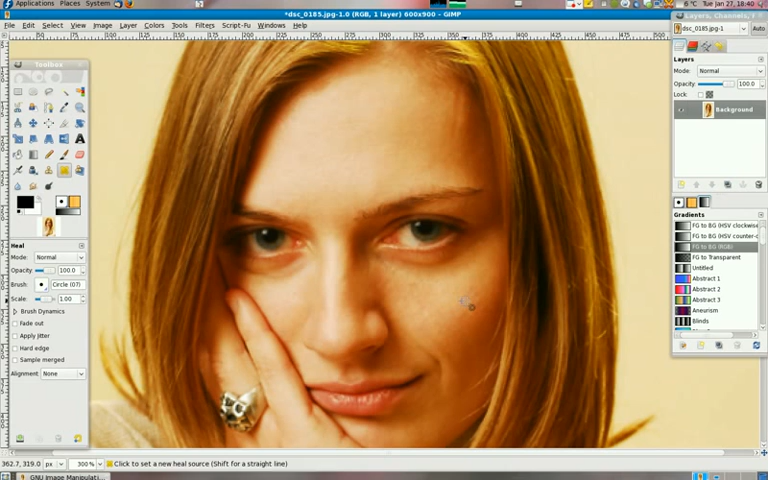 Applications Places System
6 °C Tue Jan 27, 18:40
*dsc_0185.jpg-1.0 (RGB, 1 layer) 600x900 – GIMP
File Edit Select View Image Layer Colors Tools Filters Script-Fu Windows Help
Toolbox
Heal
Mode: Normal
Opacity: 100.0
Brush: Circle (07)
Scale: 1.00
Brush Dynamics
Fade out
Apply Jitter
Hard edge
Sample merged
Alignment: None
Layers, Channels,
dsc_0185.jpg-1 Auto
Layers
Mode: Normal
Opacity: 100.0
Lock:
Background
Gradients
FG to BG (HSV clockwise
FG to BG (HSV counter-c
FG to BG (RGB)
FG to Transparent
Untitled
Abstract 1
Abstract 2
Abstract 3
Aneurism
Blinds
362.7, 319.0 px 300% Click to set a new heal source (Shift for a straight line)
GNU Image Manipulati...